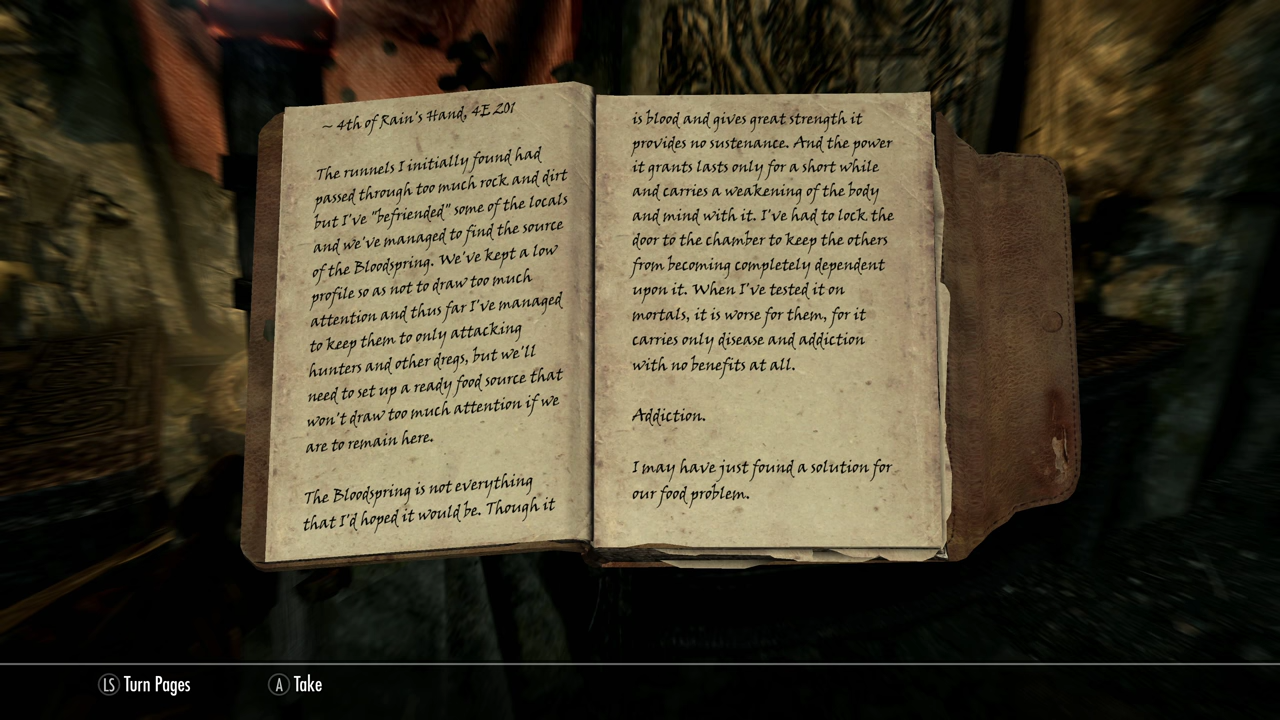 ~ 4th of Rain's Hand, 4E 201
The runnels I initially found had
passed through too much rock and dirt
but I've "befriended" some of the locals
and we've managed to find the source
of the Bloodspring. We've kept a low
profile so as not to draw too much
attention and thus far I've managed
to keep them to only attacking
hunters and other dregs, but we'll
need to set up a ready food source that
won't draw too much attention if we
are to remain here.
The Bloodspring is not everything
that I'd hoped it would be. Though it
is blood and gives great strength it
provides no sustenance. And the power
it grants lasts only for a short while
and carries a weakening of the body
and mind with it. I've had to lock the
door to the chamber to keep the others
from becoming completely dependent
upon it. When I've tested it on
mortals, it is worse for them, for it
carries only disease and addiction
with no benefits at all.
Addiction.
I may have just found a solution for
our food problem.
LS Turn Pages
A Take